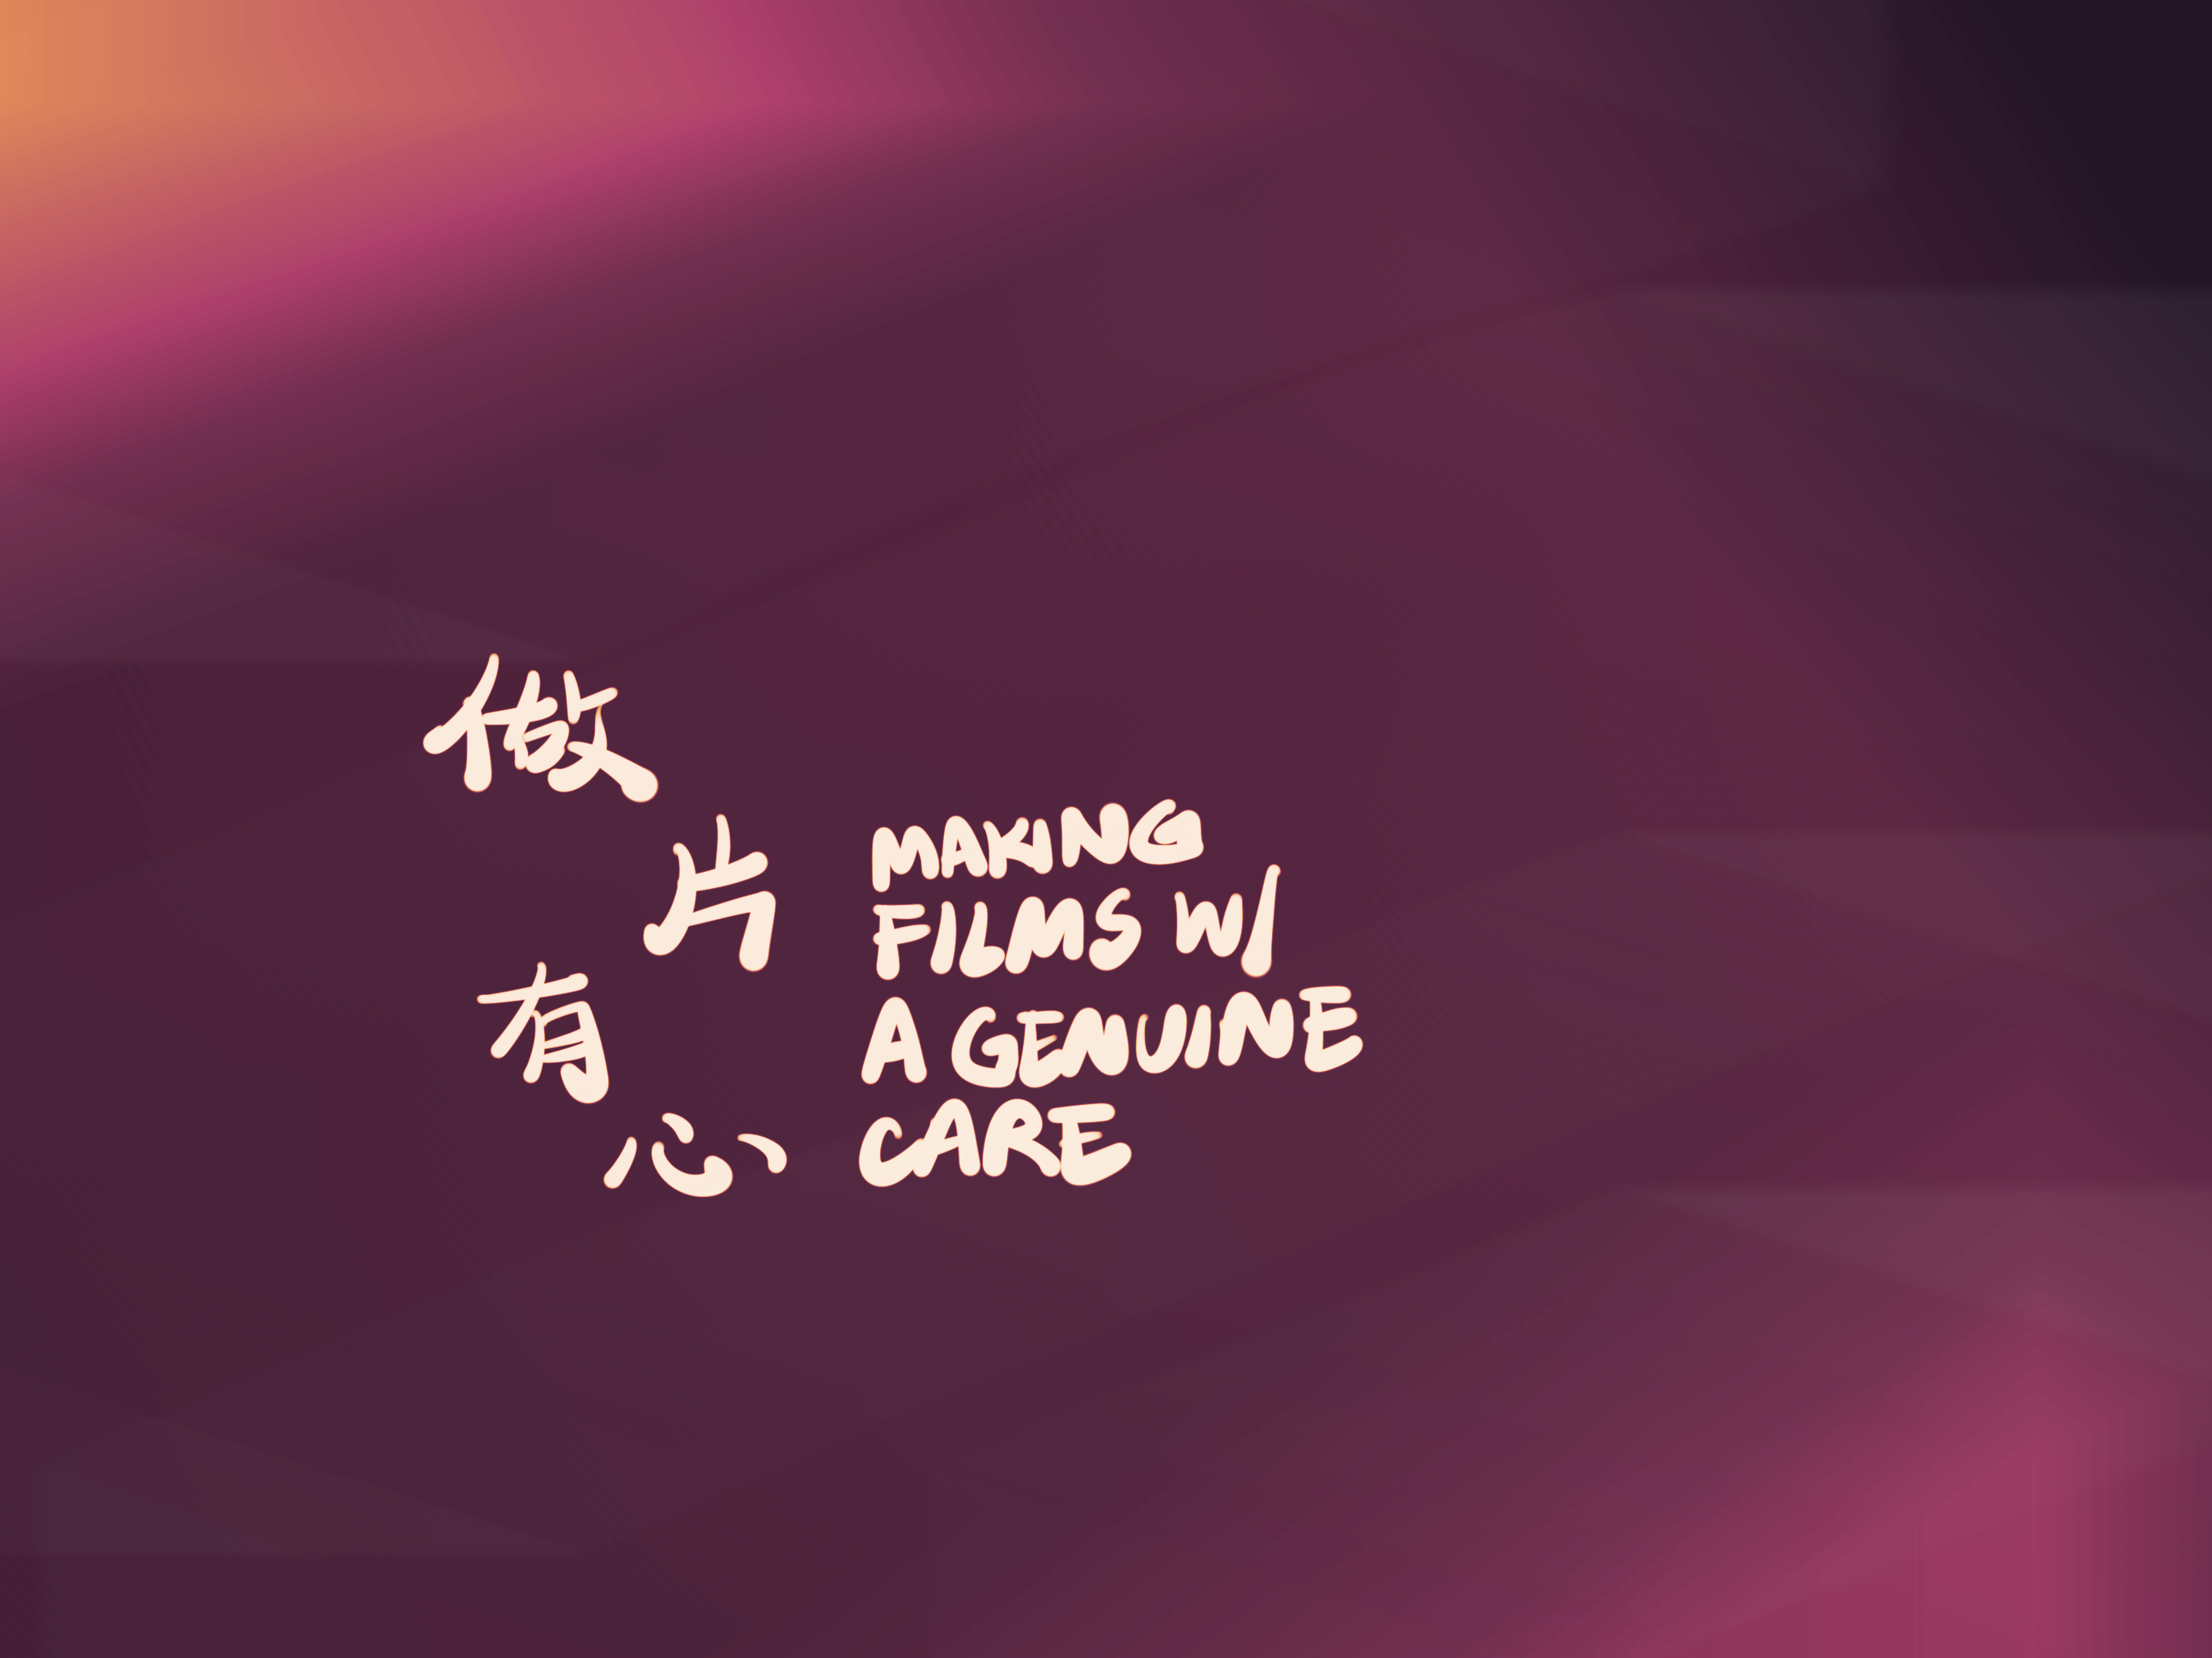 做
片
有
心
MAKING
FILMS W/
A GENUINE
CARE